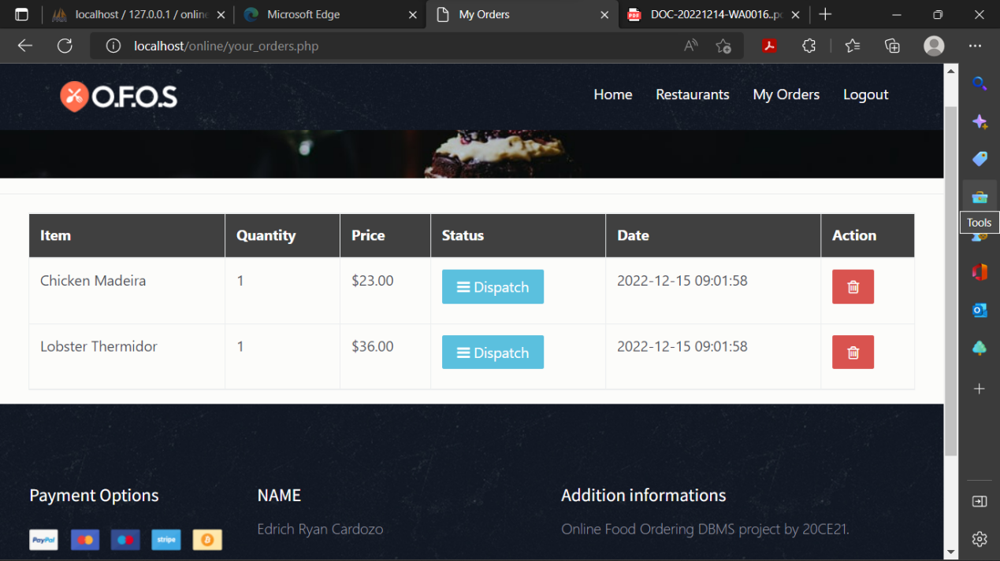 localhost / 127.0.0.1 / online
Microsoft Edge
My Orders
PDF
DOC-20221214-WA0016..p
localhost/online/your_orders.php
O.F.O.S
Home Restaurants My Orders Logout
Tools
Item Quantity Price Status Date Action
Chicken Madeira 1 $23.00 Dispatch 2022-12-15 09:01:58
Lobster Thermidor 1 $36.00 Dispatch 2022-12-15 09:01:58
Payment Options NAME Addition informations
Edrich Ryan Cardozo Online Food Ordering DBMS project by 20CE21.
PayPal stripe